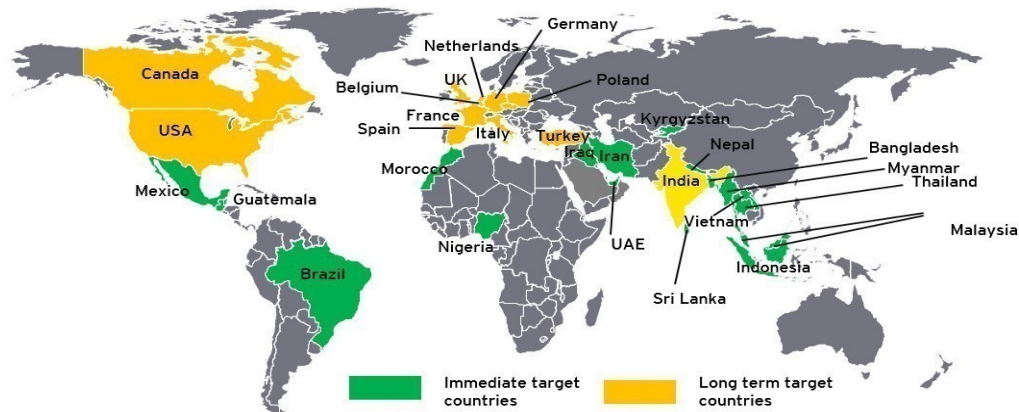 Germany
Netherlands
Canada
UK
Poland
Belgium
France
USA
Spain
Italy
Turkey
Kyrgyzstan
Iraq
Iran
Nepal
Bangladesh
Morocco
Myanmar
India
Thailand
Mexico
Guatemala
Vietnam
Malaysia
Nigeria
UAE
Brazil
Indonesia
Sri Lanka
Immediate target
countries
Long term target
countries